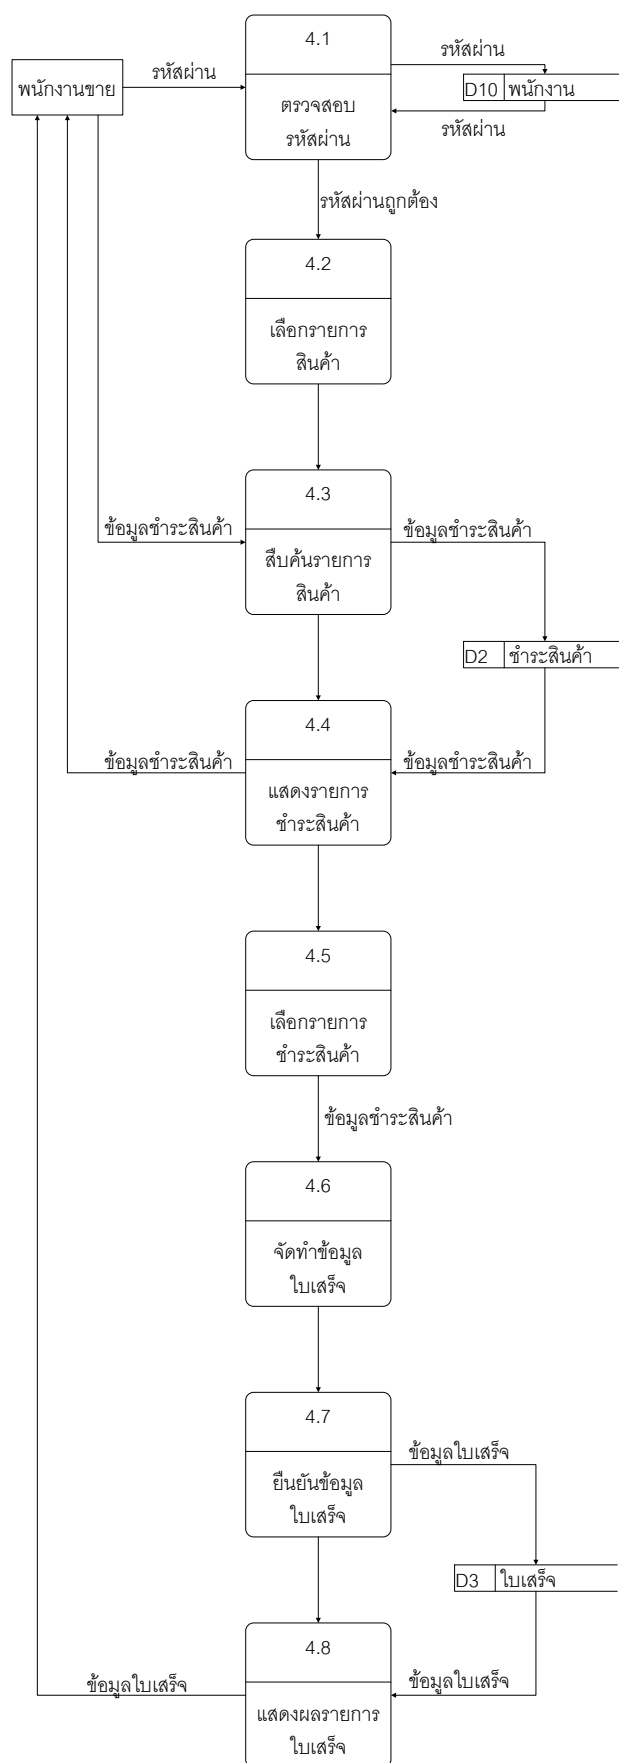 4.1
รหัสผ่าน
รหัสผ่าน
พนักงานขาย
D10 พนักงาน
ตรวจสอบ
รหัสผ่าน
รหัสผ่าน
รหัสผ่านถูกต้อง
4.2
เลือกรายการ
สินค้า
4.3
ข้อมูลชำระสินค้า
ข้อมูลชำระสินค้า
สืบค้นรายการ
สินค้า
D2 ชำระสินค้า
4.4
ข้อมูลชำระสินค้า
ข้อมูลชำระสินค้า
แสดงรายการ
ชำระสินค้า
4.5
เลือกรายการ
ชำระสินค้า
ข้อมูลชำระสินค้า
4.6
จัดทำข้อมูล
ใบเสร็จ
4.7
ข้อมูลใบเสร็จ
ยืนยันข้อมูล
ใบเสร็จ
D3 ใบเสร็จ
4.8
ข้อมูลใบเสร็จ
ข้อมูลใบเสร็จ
แสดงผลรายการ
ใบเสร็จ